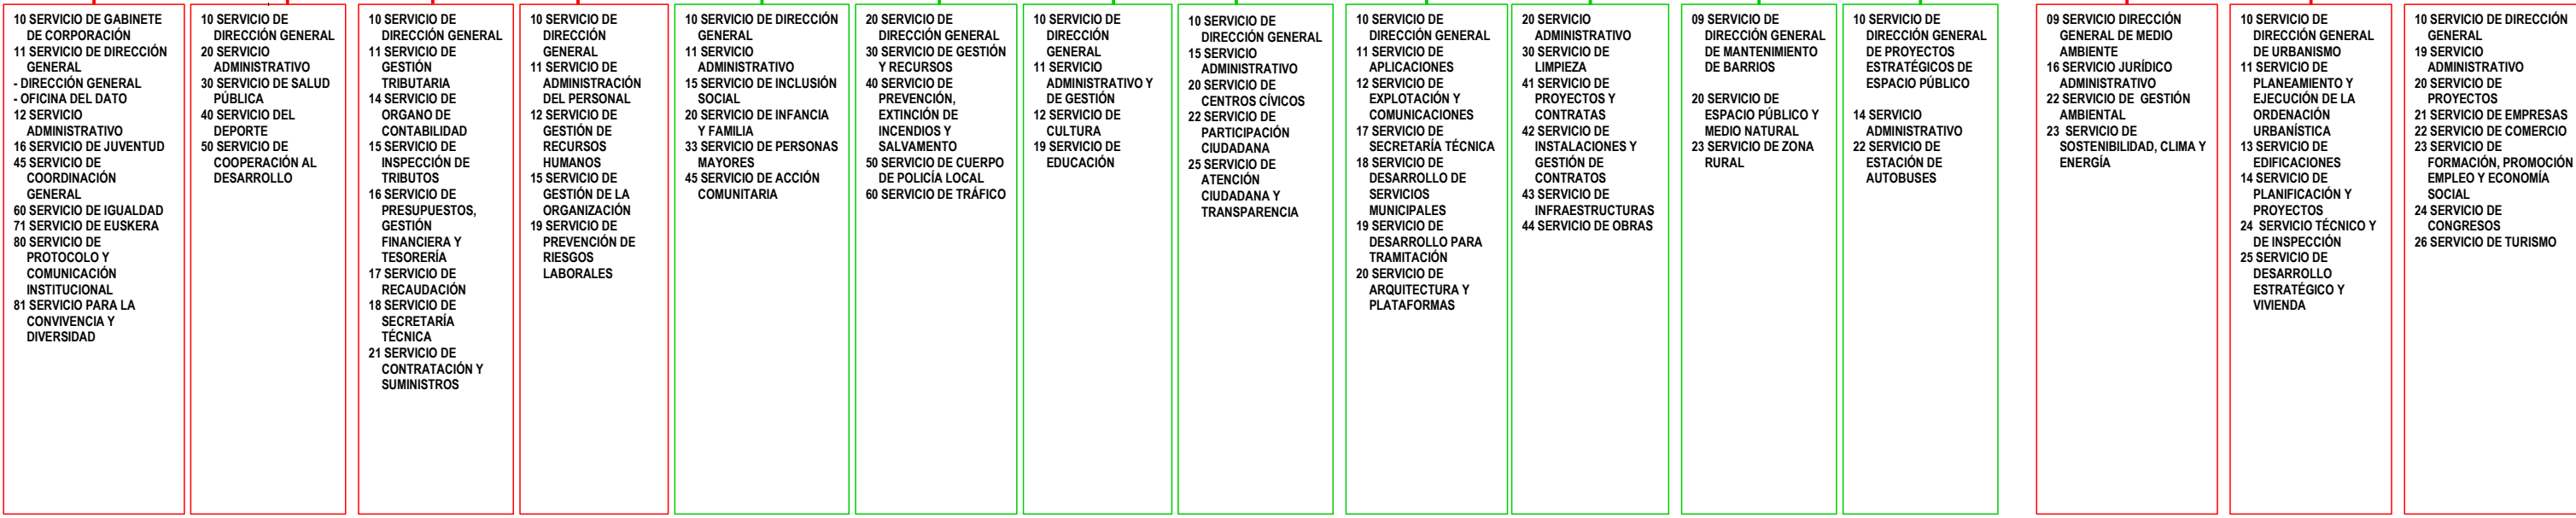 10 SERVICIO DE GABINETE
DE CORPORACIÓN
11 SERVICIO DE DIRECCIÓN
GENERAL
- DIRECCIÓN GENERAL
- OFICINA DEL DATO
12 SERVICIO
ADMINISTRATIVO
16 SERVICIO DE JUVENTUD
45 SERVICIO DE
COORDINACIÓN
GENERAL
60 SERVICIO DE IGUALDAD
71 SERVICIO DE EUSKERA
80 SERVICIO DE
PROTOCOLO Y
COMUNICACIÓN
INSTITUCIONAL
81 SERVICIO PARA LA
CONVIVENCIA Y
DIVERSIDAD
10 SERVICIO DE
DIRECCIÓN GENERAL
20 SERVICIO
ADMINISTRATIVO
30 SERVICIO DE SALUD
PÚBLICA
40 SERVICIO DEL
DEPORTE
50 SERVICIO DE
COOPERACIÓN AL
DESARROLLO
10 SERVICIO DE
DIRECCIÓN GENERAL
11 SERVICIO DE
GESTIÓN
TRIBUTARIA
14 SERVICIO DE
ORGANO DE
CONTABILIDAD
15 SERVICIO DE
INSPECCIÓN DE
TRIBUTOS
16 SERVICIO DE
PRESUPUESTOS,
GESTIÓN
FINANCIERA Y
TESORERÍA
17 SERVICIO DE
RECAUDACIÓN
18 SERVICIO DE
SECRETARÍA
TÉCNICA
21 SERVICIO DE
CONTRATACIÓN Y
SUMINISTROS
10 SERVICIO DE
DIRECCIÓN
GENERAL
11 SERVICIO DE
ADMINISTRACIÓN
DEL PERSONAL
12 SERVICIO DE
GESTIÓN DE
RECURSOS
HUMANOS
15 SERVICIO DE
GESTIÓN DE LA
ORGANIZACIÓN
19 SERVICIO DE
PREVENCIÓN DE
RIESGOS
LABORALES
10 SERVICIO DE DIRECCIÓN
GENERAL
11 SERVICIO
ADMINISTRATIVO
15 SERVICIO DE INCLUSIÓN
SOCIAL
20 SERVICIO DE INFANCIA
Y FAMILIA
33 SERVICIO DE PERSONAS
MAYORES
45 SERVICIO DE ACCIÓN
COMUNITARIA
20 SERVICIO DE
DIRECCIÓN GENERAL
30 SERVICIO DE GESTIÓN
Y RECURSOS
40 SERVICIO DE
PREVENCIÓN,
EXTINCIÓN DE
INCENDIOS Y
SALVAMENTO
50 SERVICIO DE CUERPO
DE POLICÍA LOCAL
60 SERVICIO DE TRÁFICO
10 SERVICIO DE
DIRECCIÓN
GENERAL
11 SERVICIO
ADMINISTRATIVO Y
DE GESTIÓN
12 SERVICIO DE
CULTURA
19 SERVICIO DE
EDUCACIÓN
10 SERVICIO DE
DIRECCIÓN GENERAL
15 SERVICIO
ADMINISTRATIVO
20 SERVICIO DE
CENTROS CÍVICOS
22 SERVICIO DE
PARTICIPACIÓN
CIUDADANA
25 SERVICIO DE
ATENCIÓN
CIUDADANA Y
TRANSPARENCIA
10 SERVICIO DE
DIRECCIÓN GENERAL
11 SERVICIO DE
APLICACIONES
12 SERVICIO DE
EXPLOTACIÓN Y
COMUNICACIONES
17 SERVICIO DE
SECRETARÍA TÉCNICA
18 SERVICIO DE
DESARROLLO DE
SERVICIOS
MUNICIPALES
19 SERVICIO DE
DESARROLLO PARA
TRAMITACIÓN
20 SERVICIO DE
ARQUITECTURA Y
PLATAFORMAS
20 SERVICIO
ADMINISTRATIVO
30 SERVICIO DE
LIMPIEZA
41 SERVICIO DE
PROYECTOS Y
CONTRATAS
42 SERVICIO DE
INSTALACIONES Y
GESTIÓN DE
CONTRATOS
43 SERVICIO DE
INFRAESTRUCTURAS
44 SERVICIO DE OBRAS
09 SERVICIO DE
DIRECCIÓN GENERAL
DE MANTENIMIENTO
DE BARRIOS
20 SERVICIO DE
ESPACIO PÚBLICO Y
MEDIO NATURAL
23 SERVICIO DE ZONA
RURAL
10 SERVICIO DE
DIRECCIÓN GENERAL
DE PROYECTOS
ESTRATÉGICOS DE
ESPACIO PÚBLICO
14 SERVICIO
ADMINISTRATIVO
22 SERVICIO DE
ESTACIÓN DE
AUTOBUSES
09 SERVICIO DIRECCIÓN
GENERAL DE MEDIO
AMBIENTE
16 SERVICIO JURÍDICO
ADMINISTRATIVO
22 SERVICIO DE GESTIÓN
AMBIENTAL
23 SERVICIO DE
SOSTENIBILIDAD, CLIMA Y
ENERGÍA
10 SERVICIO DE
DIRECCIÓN GENERAL
DE URBANISMO
11 SERVICIO DE
PLANEAMIENTO Y
EJECUCIÓN DE LA
ORDENACIÓN
URBANÍSTICA
13 SERVICIO DE
EDIFICACIONES
14 SERVICIO DE
PLANIFICACIÓN Y
PROYECTOS
24 SERVICIO TÉCNICO Y
DE INSPECCIÓN
25 SERVICIO DE
DESARROLLO
ESTRATÉGICO Y
VIVIENDA
10 SERVICIO DE DIRECCIÓN
GENERAL
19 SERVICIO
ADMINISTRATIVO
20 SERVICIO DE
PROYECTOS
21 SERVICIO DE EMPRESAS
22 SERVICIO DE COMERCIO
23 SERVICIO DE
FORMACIÓN, PROMOCIÓN
EMPLEO Y ECONOMÍA
SOCIAL
24 SERVICIO DE
CONGRESOS
26 SERVICIO DE TURISMO